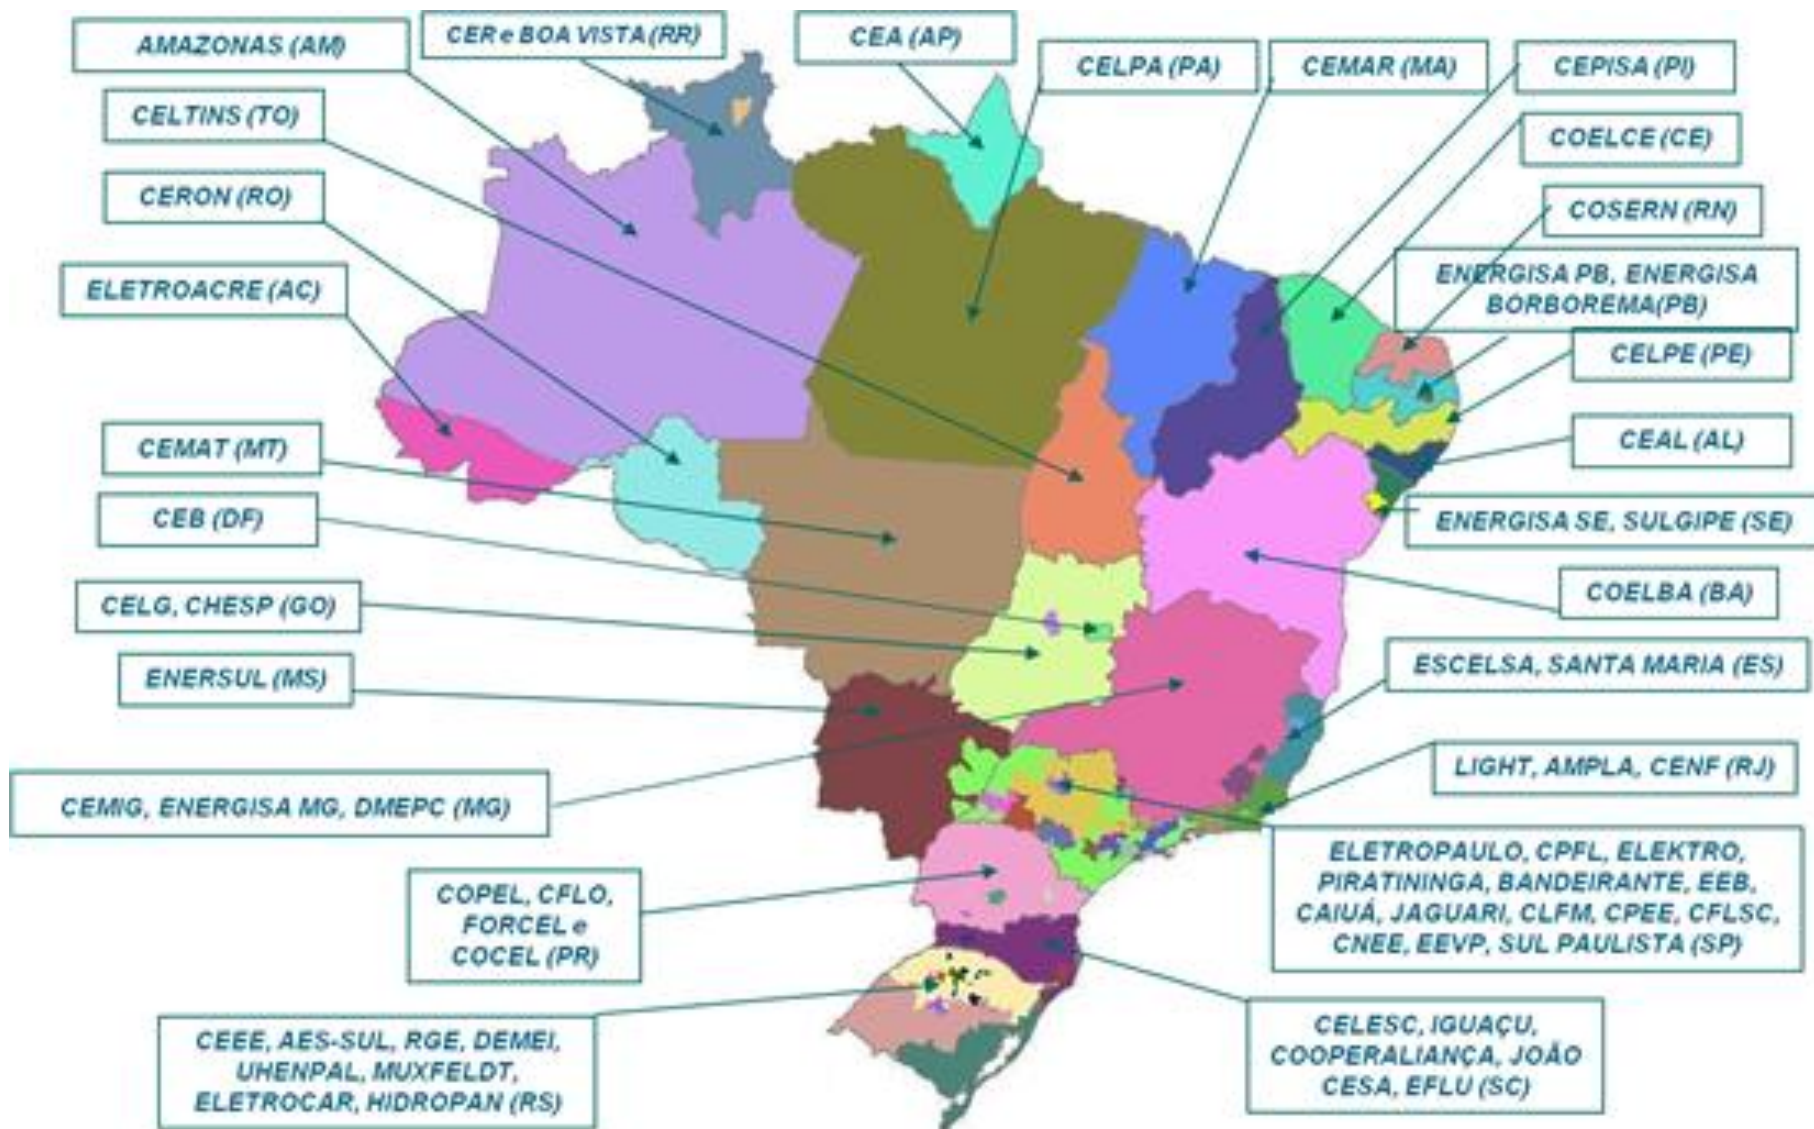 AMAZONAS (AM)
CER e BOA VISTA (RR)
CEA (AP)
CELPA (PA)
CEMAR (MA)
CEPISA (PI)
CELTINS (TO)
COELCE (CE)
CERON (RO)
COSERN (RN)
ELETROACRE (AC)
ENERGISA PB, ENERGISA
BORBOREMA(PB)
CELPE (PE)
CEMAT (MT)
CEAL (AL)
CEB (DF)
ENERGISA SE, SULGIPE (SE)
CELG, CHESP (GO)
COELBA (BA)
ENERSUL (MS)
ESCELSA, SANTA MARIA (ES)
LIGHT, AMPLA, CENF (RJ)
CEMIG, ENERGISA MG, DMEPC (MG)
ELETROPAULO, CPFL, ELEKTRO,
PIRATININGA, BANDEIRANTE, EEB,
CAIUÁ, JAGUARI, CLFM, CPEE, CFLSC,
CNEE, EEVP, SUL PAULISTA (SP)
COPEL, CFLO,
FORCEL e
COCEL (PR)
CEEE, AES-SUL, RGE, DEMEI,
UHENPAL, MUXFELDT,
ELETROCAR, HIDROPAN (RS)
CELESC, IGUAÇU,
COOPERALIANÇA, JOÃO
CESA, EFLU (SC)